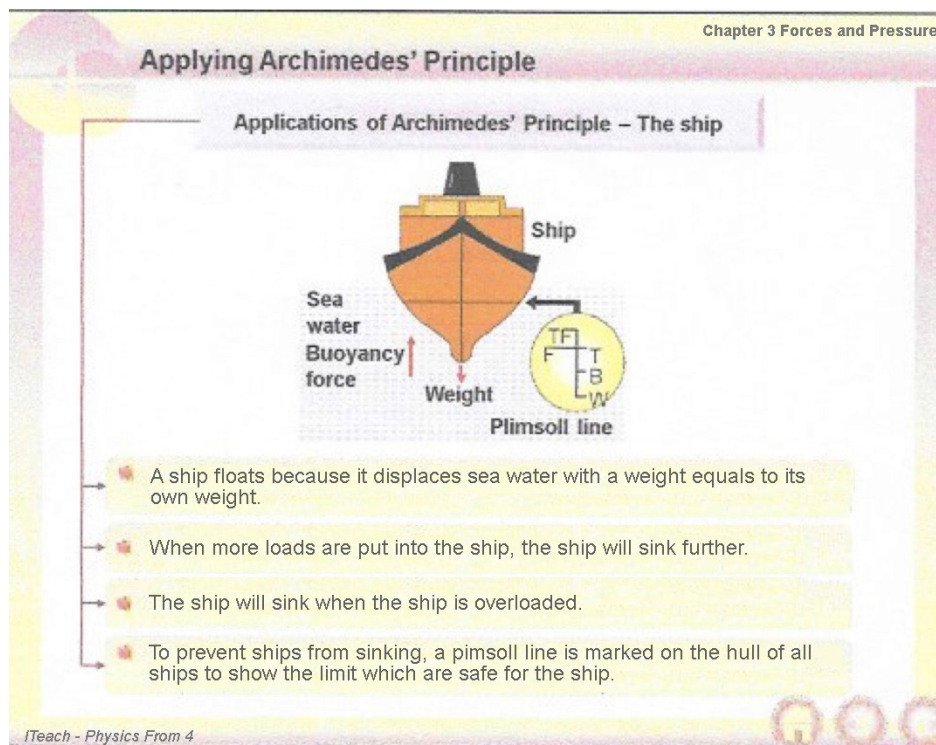 Chapter 3 Forces and Pressure
Applying Archimedes' Principle
Applications of Archimedes' Principle – The ship
Ship
Sea
water
Buoyancy
force
Weight
TF
F
T
B
W
Plimsoll line
A ship floats because it displaces sea water with a weight equals to its
own weight.
When more loads are put into the ship, the ship will sink further.
The ship will sink when the ship is overloaded.
To prevent ships from sinking, a pimsoll line is marked on the hull of all
ships to show the limit which are safe for the ship.
ITeach - Physics From 4